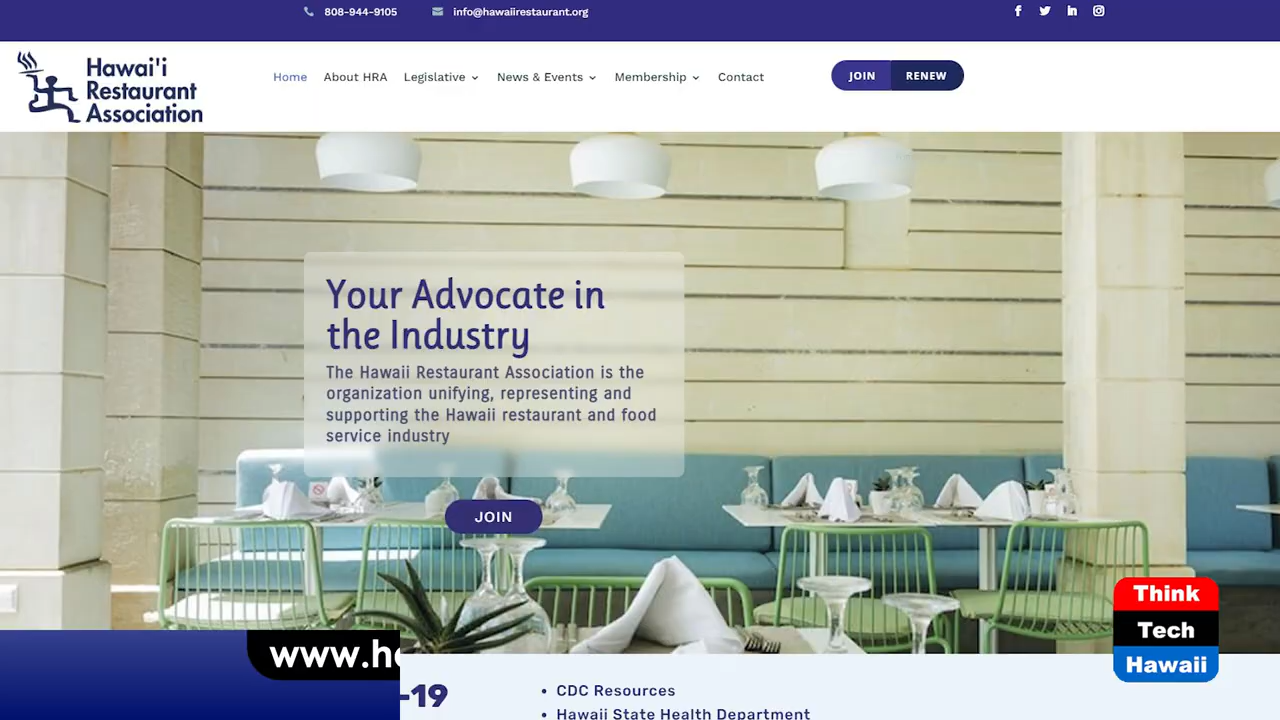 808-944-9105
info@hawaiirestaurant.org
Hawai'i
Restaurant
Association
Home
About HRA
Legislative
News & Events
Membership
Contact
JOIN
RENEW
Your Advocate in
the Industry
The Hawaii Restaurant Association is the
organization unifying, representing and
supporting the Hawaii restaurant and food
service industry
JOIN
Think
Tech
Hawaii
www.h
-19
CDC Resources
Hawaii State Health Department